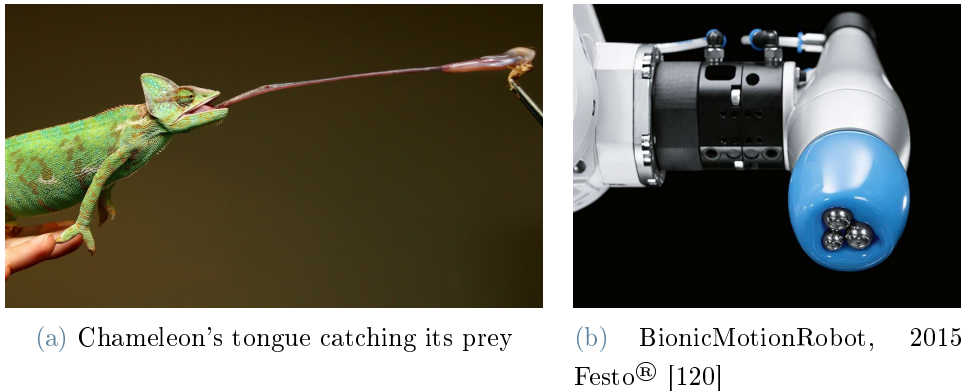 (a) Chameleon's tongue catching its prey
(b) BionicMotionRobot, 2015
Festo® [120]